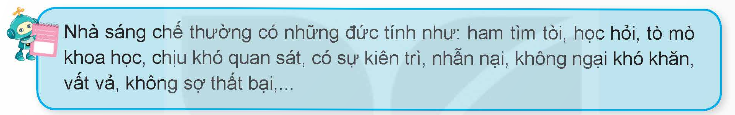 Nhà sáng chế thường có những đức tính như: ham tìm tòi, học hỏi, tò mò
khoa học, chịu khó quan sát, có sự kiên trì, nhẫn nại, không ngại khó khăn,
vất vả, không sợ thất bại,...